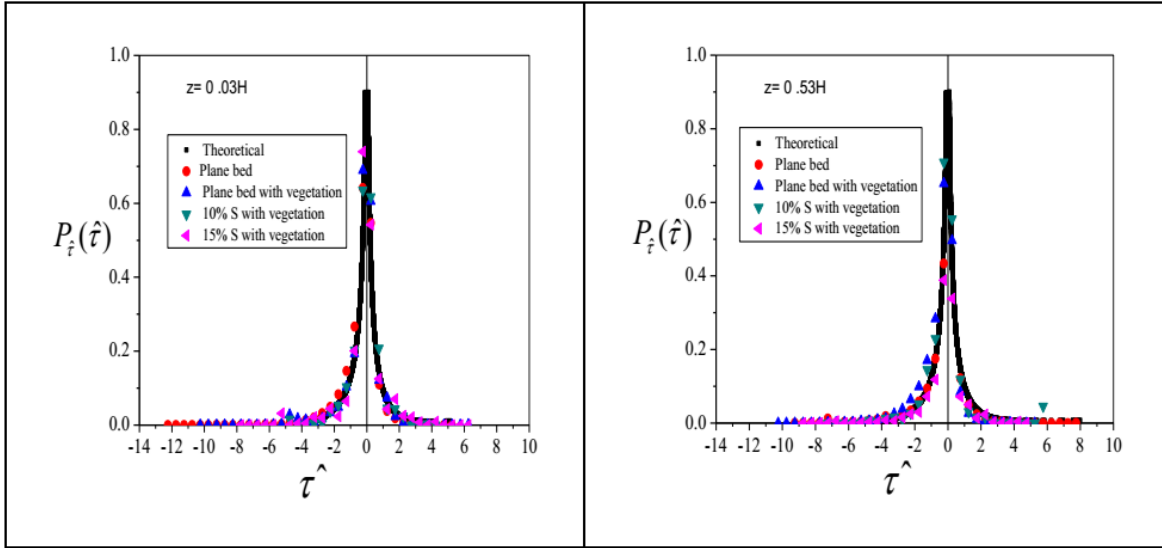 1.0
z= 0 .03H
0.8
Theoretical
Plane bed
Plane bed with vegetation
10% S with vegetation
15% S with vegetation
0.6
P_τ̂(τ̂)
0.4
0.2
0.0
-14 -12 -10 -8 -6 -4 -2 0 2 4 6 8 10
τ^
1.0
z= 0 .53H
0.8
Theoretical
Plane bed
Plane bed with vegetation
10% S with vegetation
15% S with vegetation
0.6
P_τ̂(τ̂)
0.4
0.2
0.0
-14 -12 -10 -8 -6 -4 -2 0 2 4 6 8 10
τ^